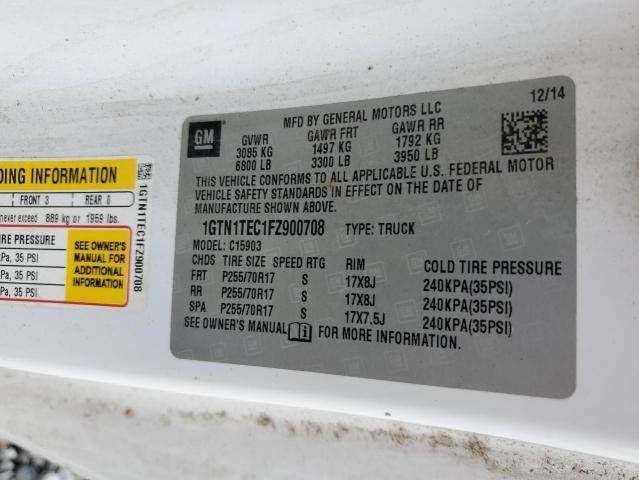 DING INFORMATION
FRONT 3 REAR 0
never exceed 889 kg or 1959 lbs.
RE PRESSURE
Pa, 35 PSI
Pa, 35 PSI
Pa, 35 PSI
SEE OWNER'S
MANUAL FOR
ADDITIONAL
INFORMATION
1GTN1TEC1FZ900708
GM
MFD BY GENERAL MOTORS LLC
12/14
GVWR GAWR FRT GAWR RR
3085 KG 1497 KG 1792 KG
6800 LB 3300 LB 3950 LB
THIS VEHICLE CONFORMS TO ALL APPLICABLE U.S. FEDERAL MOTOR
VEHICLE SAFETY STANDARDS IN EFFECT ON THE DATE OF
MANUFACTURE SHOWN ABOVE.
1GTN1TEC1FZ900708 TYPE: TRUCK
MODEL: C15903
CHDS TIRE SIZE SPEED RTG RIM COLD TIRE PRESSURE
FRT P255/70R17 S 17X8J 240KPA(35PSI)
RR P255/70R17 S 17X8J 240KPA(35PSI)
SPA P255/70R17 S 17X7.5J 240KPA(35PSI)
SEE OWNER'S MANUAL FOR MORE INFORMATION.